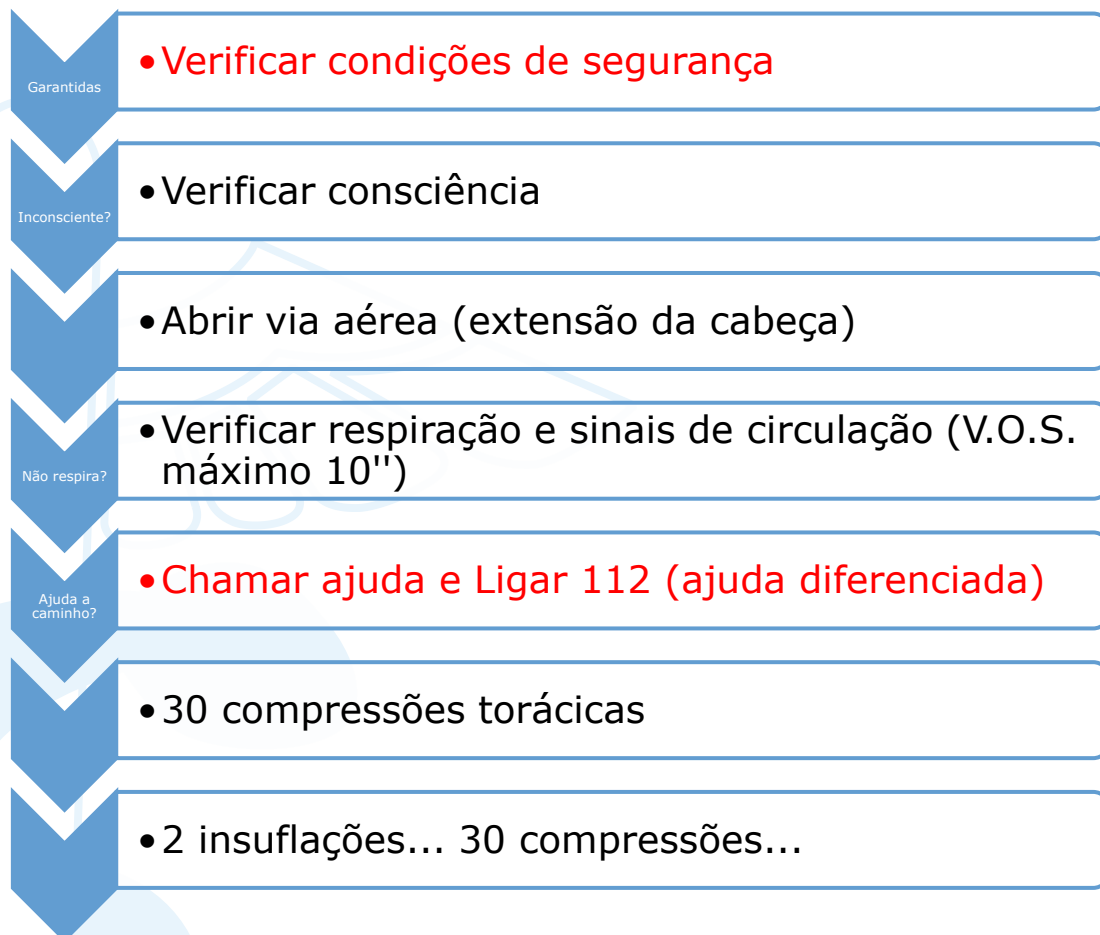 Garantidas
•Verificar condições de segurança
Inconsciente?
•Verificar consciência
•Abrir via aérea (extensão da cabeça)
Não respira?
•Verificar respiração e sinais de circulação (V.O.S.
máximo 10'')
Ajuda a
caminho?
•Chamar ajuda e Ligar 112 (ajuda diferenciada)
•30 compressões torácicas
•2 insuflações... 30 compressões...